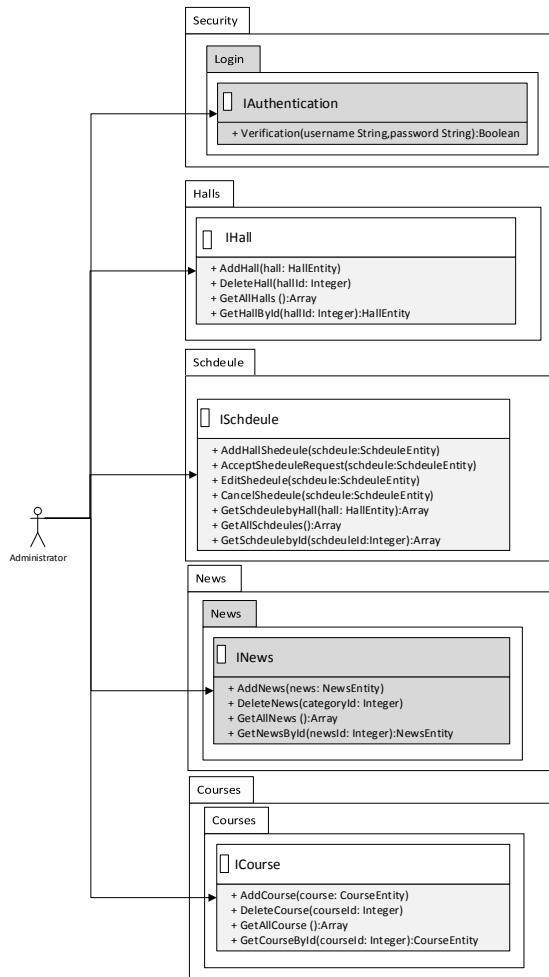 Security
Login
IAuthentication
+ Verification(username String,password String):Boolean
Halls
IHall
+ AddHall(hall: HallEntity)
+ DeleteHall(hallId: Integer)
+ GetAllHalls ():Array
+ GetHallById(hallId: Integer):HallEntity
Schdeule
ISchdeule
+ AddHallShedeule(schdeule:SchdeuleEntity)
+ AcceptShedeuleRequest(schdeule:SchdeuleEntity)
+ EditShedeule(schdeule:SchdeuleEntity)
+ CancelShedeule(schdeule:SchdeuleEntity)
+ GetSchdeulebyHall(hall: HallEntity):Array
+ GetAllSchdeules():Array
+ GetSchdeulebyId(schdeuleId:Integer):Array
Administrator
News
News
INews
+ AddNews(news: NewsEntity)
+ DeleteNews(categoryId: Integer)
+ GetAllNews ():Array
+ GetNewsById(newsId: Integer):NewsEntity
Courses
Courses
ICourse
+ AddCourse(course: CourseEntity)
+ DeleteCourse(courseId: Integer)
+ GetAllCourse ():Array
+ GetCourseById(courseId: Integer):CourseEntity